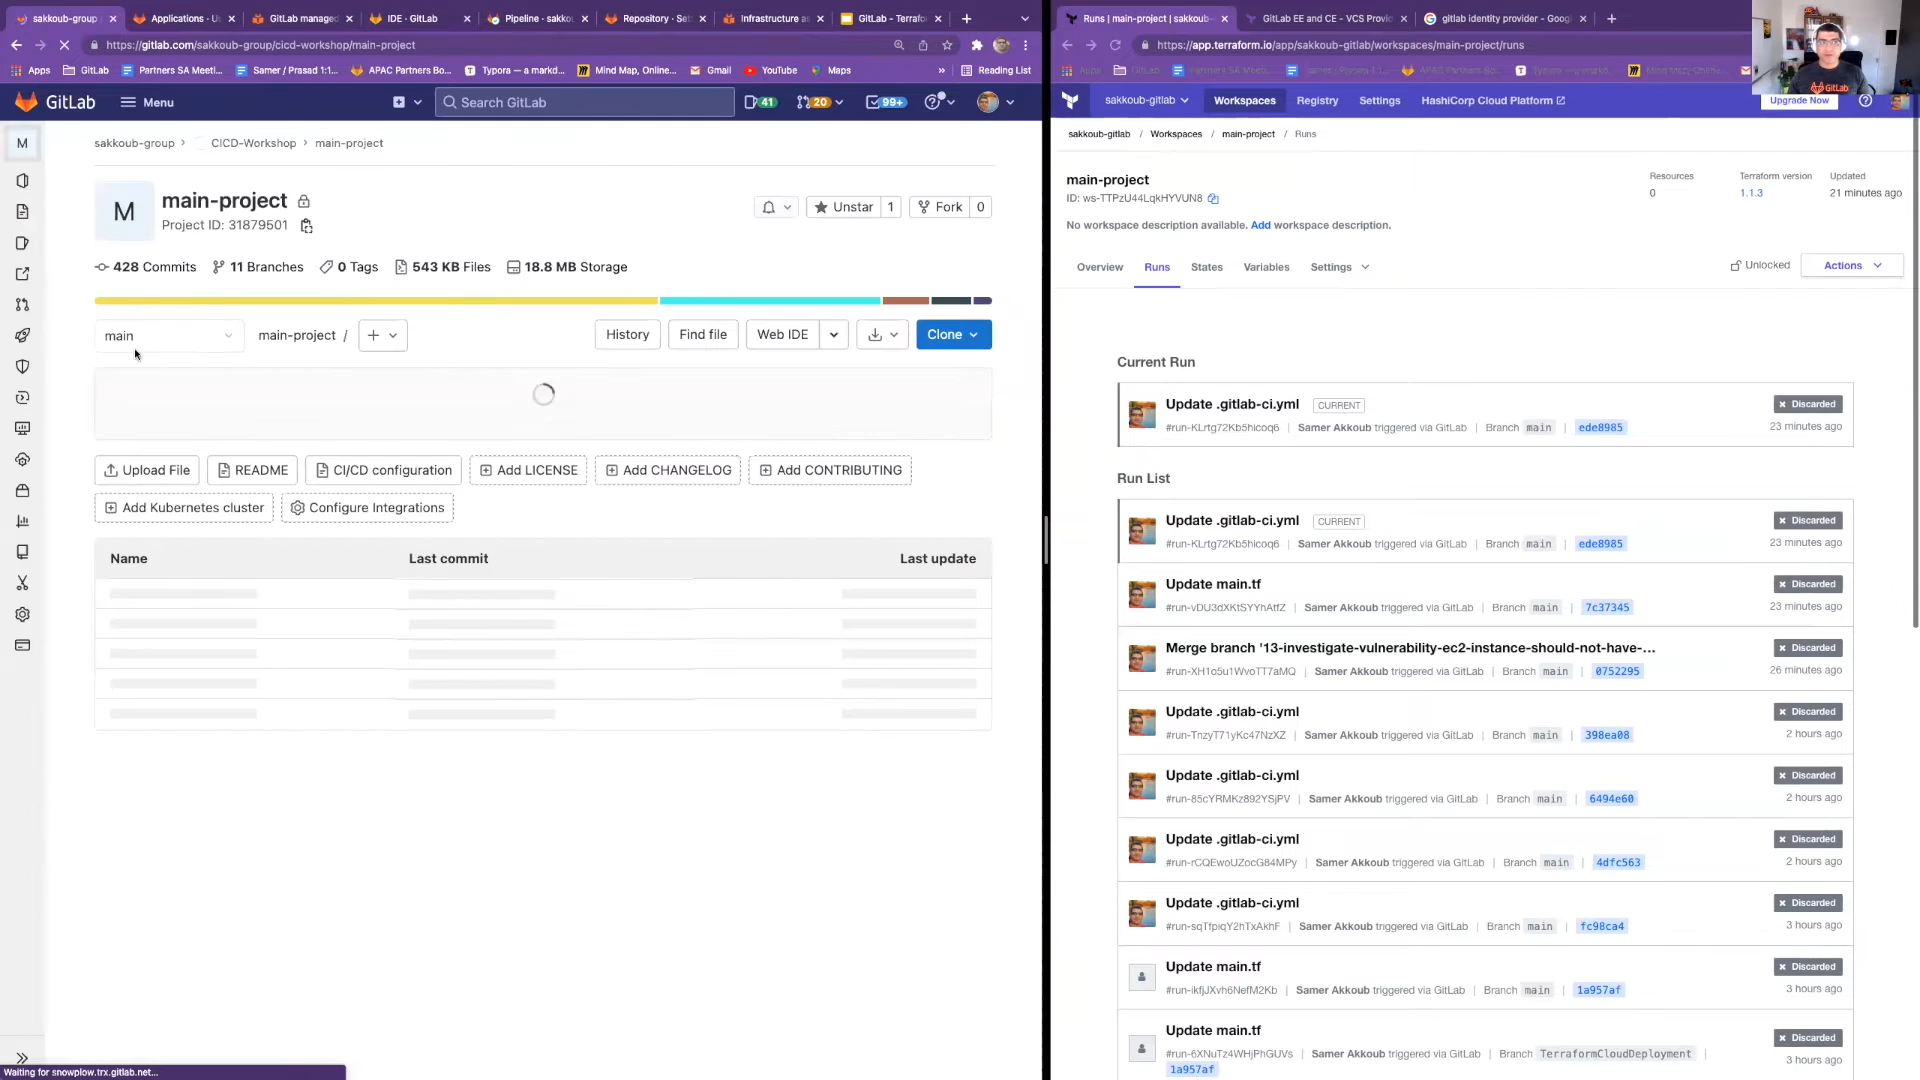 sakkoub-group
Applications · Us
GitLab managed
IDE · GitLab
Pipeline · sakkou
Repository · Set
Infrastructure as
GitLab - Terrafo
https://gitlab.com/sakkoub-group/cicd-workshop/main-project
Apps
GitLab
Partners SA Meeti...
Samer / Prasad 1:1...
APAC Partners Bo...
Typora — a markd...
Mind Map, Online...
Gmail
YouTube
Maps
»
Reading List
GitLab
Menu
Search GitLab
41
20
99+
M
sakkoub-group › CICD-Workshop › main-project
M
main-project
Project ID: 31879501
Unstar 1
Fork 0
428 Commits 11 Branches 0 Tags 543 KB Files 18.8 MB Storage
main
main-project /
History
Find file
Web IDE
Clone
Upload File
README
CI/CD configuration
Add LICENSE
Add CHANGELOG
Add CONTRIBUTING
Add Kubernetes cluster
Configure Integrations
Name Last commit Last update
Waiting for snowplow.trx.gitlab.net...
Runs | main-project | sakkoub-
GitLab EE and CE - VCS Provid
gitlab identity provider - Goog
https://app.terraform.io/app/sakkoub-gitlab/workspaces/main-project/runs
GitLab
sakkoub-gitlab
Workspaces
Registry
Settings
HashiCorp Cloud Platform
Upgrade Now
sakkoub-gitlab / Workspaces / main-project / Runs
main-project
ID: ws-TTPzU44LqkHYVUN8
No workspace description available. Add workspace description.
Resources
0
Terraform version
1.1.3
Updated
21 minutes ago
Overview
Runs
States
Variables
Settings
Unlocked
Actions
Current Run
Update .gitlab-ci.yml CURRENT
Discarded
#run-KLrtg72Kb5hicoq6 | Samer Akkoub triggered via GitLab | Branch main | ede8985
23 minutes ago
Run List
Update .gitlab-ci.yml CURRENT
Discarded
#run-KLrtg72Kb5hicoq6 | Samer Akkoub triggered via GitLab | Branch main | ede8985
23 minutes ago
Update main.tf
Discarded
#run-vDU3dXKtSYYhAtfZ | Samer Akkoub triggered via GitLab | Branch main | 7c37345
23 minutes ago
Merge branch '13-investigate-vulnerability-ec2-instance-should-not-have-...
Discarded
#run-XH1o5u1WvoTT7aMQ | Samer Akkoub triggered via GitLab | Branch main | 0752295
26 minutes ago
Update .gitlab-ci.yml
Discarded
#run-TnzyT71yKc47NzXZ | Samer Akkoub triggered via GitLab | Branch main | 398ea08
2 hours ago
Update .gitlab-ci.yml
Discarded
#run-85cYRMKz892YSjPV | Samer Akkoub triggered via GitLab | Branch main | 6494e60
2 hours ago
Update .gitlab-ci.yml
Discarded
#run-rCQEwoUZocG84MPy | Samer Akkoub triggered via GitLab | Branch main | 4dfc563
2 hours ago
Update .gitlab-ci.yml
Discarded
#run-sqTfpiqY2hTxAkhF | Samer Akkoub triggered via GitLab | Branch main | fc98ca4
3 hours ago
Update main.tf
Discarded
#run-ikfjJXvh6NefM2Kb | Samer Akkoub triggered via GitLab | Branch main | 1a957af
3 hours ago
Update main.tf
Discarded
#run-6XNuTz4WHjPhGUVs | Samer Akkoub triggered via GitLab | Branch TerraformCloudDeployment |
3 hours ago
1a957af